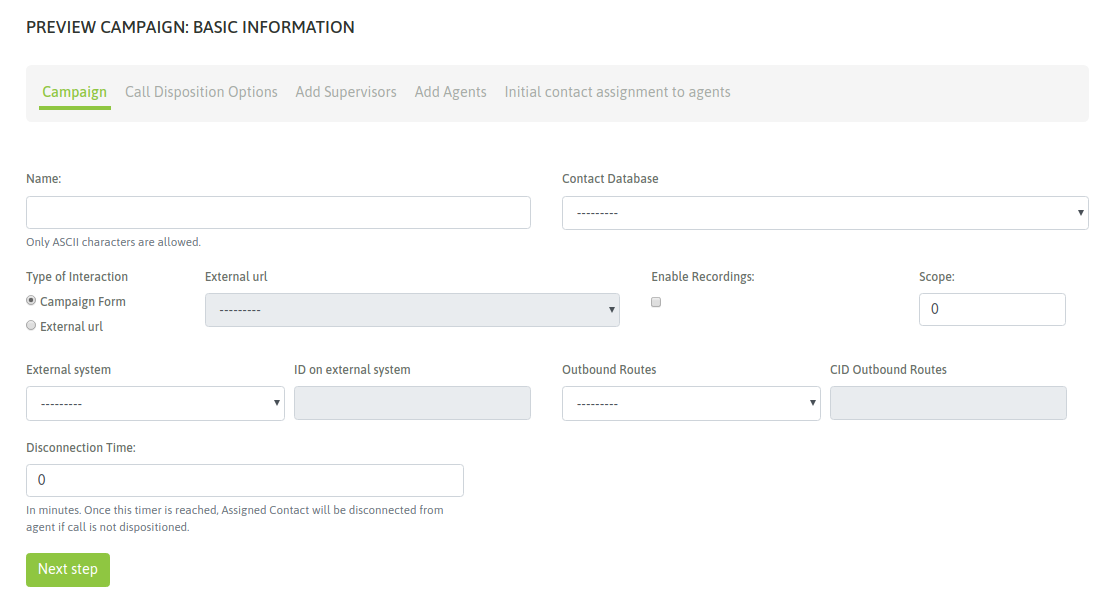 PREVIEW CAMPAIGN: BASIC INFORMATION
Campaign Call Disposition Options Add Supervisors Add Agents Initial contact assignment to agents
Name: Contact Database
---------
Only ASCII characters are allowed.
Type of Interaction External url Enable Recordings: Scope:
Campaign Form --------- 0
External url
External system ID on external system Outbound Routes CID Outbound Routes
--------- ---------
Disconnection Time:
0
In minutes. Once this timer is reached, Assigned Contact will be disconnected from
agent if call is not dispositioned.
Next step